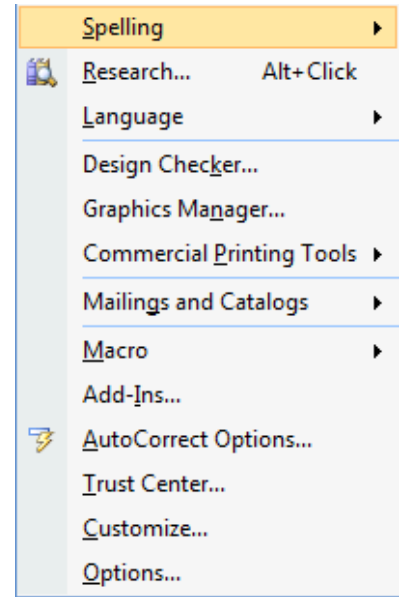 Spelling
Research... Alt+Click
Language
Design Checker...
Graphics Manager...
Commercial Printing Tools
Mailings and Catalogs
Macro
Add-Ins...
AutoCorrect Options...
Trust Center...
Customize...
Options...